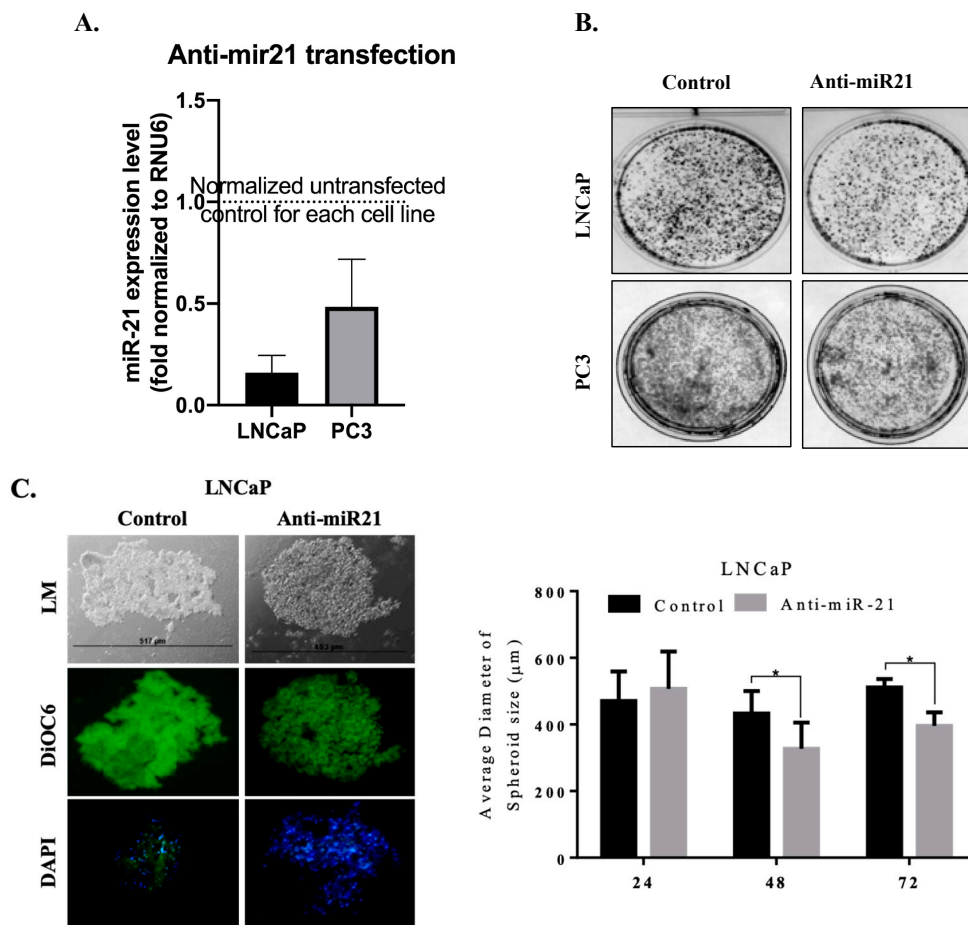 A.
Anti-mir21 transfection
miR-21 expression level
(fold normalized to RNU6)
1.5
1.0
0.5
0.0
Normalized untransfected
control for each cell line
LNCaP PC3
B.
Control Anti-miR21
LNCaP
PC3
C.
LNCaP
Control Anti-miR21
LM
517 µm
DiOC6
DAPI
LNCaP
Control Anti-miR-21
Average Diameter of
Spheroid size (µm)
800
600
400
200
0
*
*
24 48 72